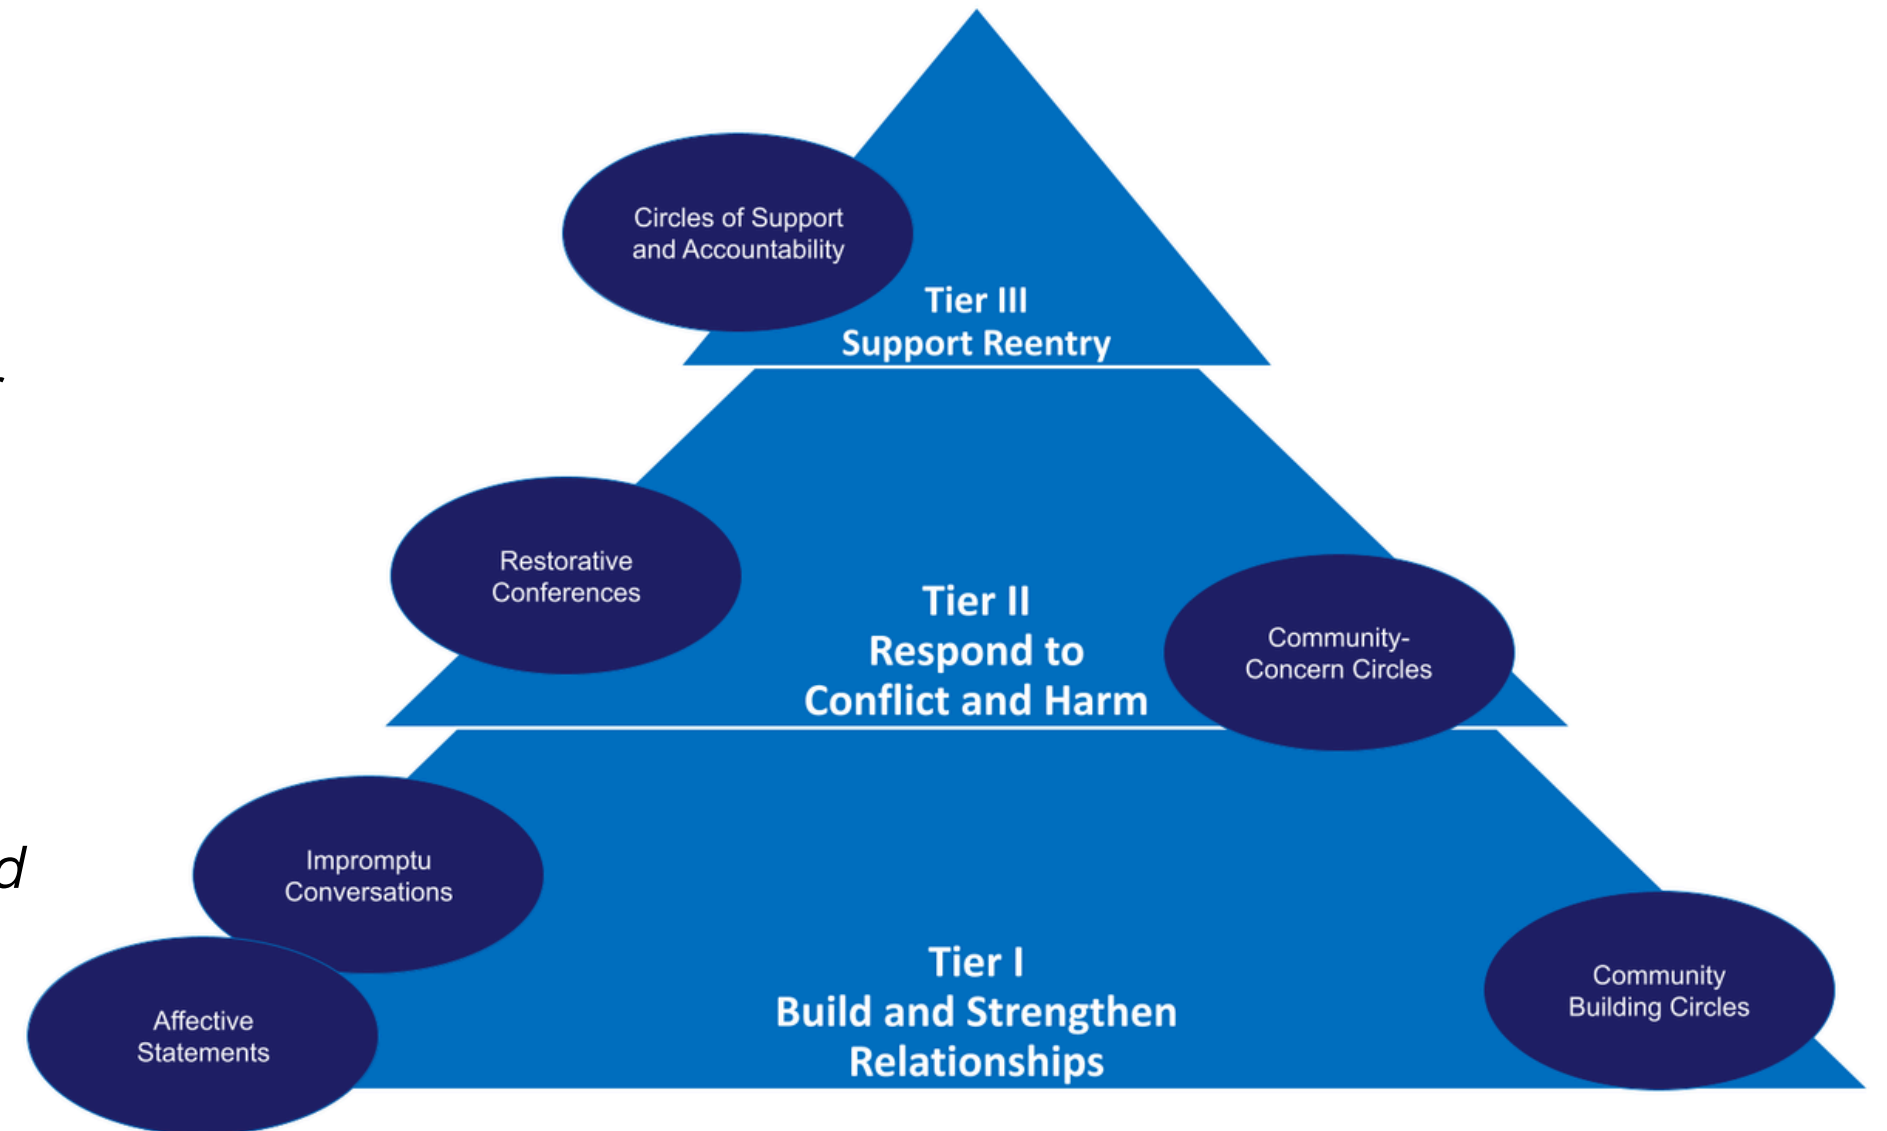 Circles of Support
and Accountability
Tier III
Support Reentry
Restorative
Conferences
Tier II
Respond to
Conflict and Harm
Community-
Concern Circles
Impromptu
Conversations
Affective
Statements
Tier I
Build and Strengthen
Relationships
Community
Building Circles
d